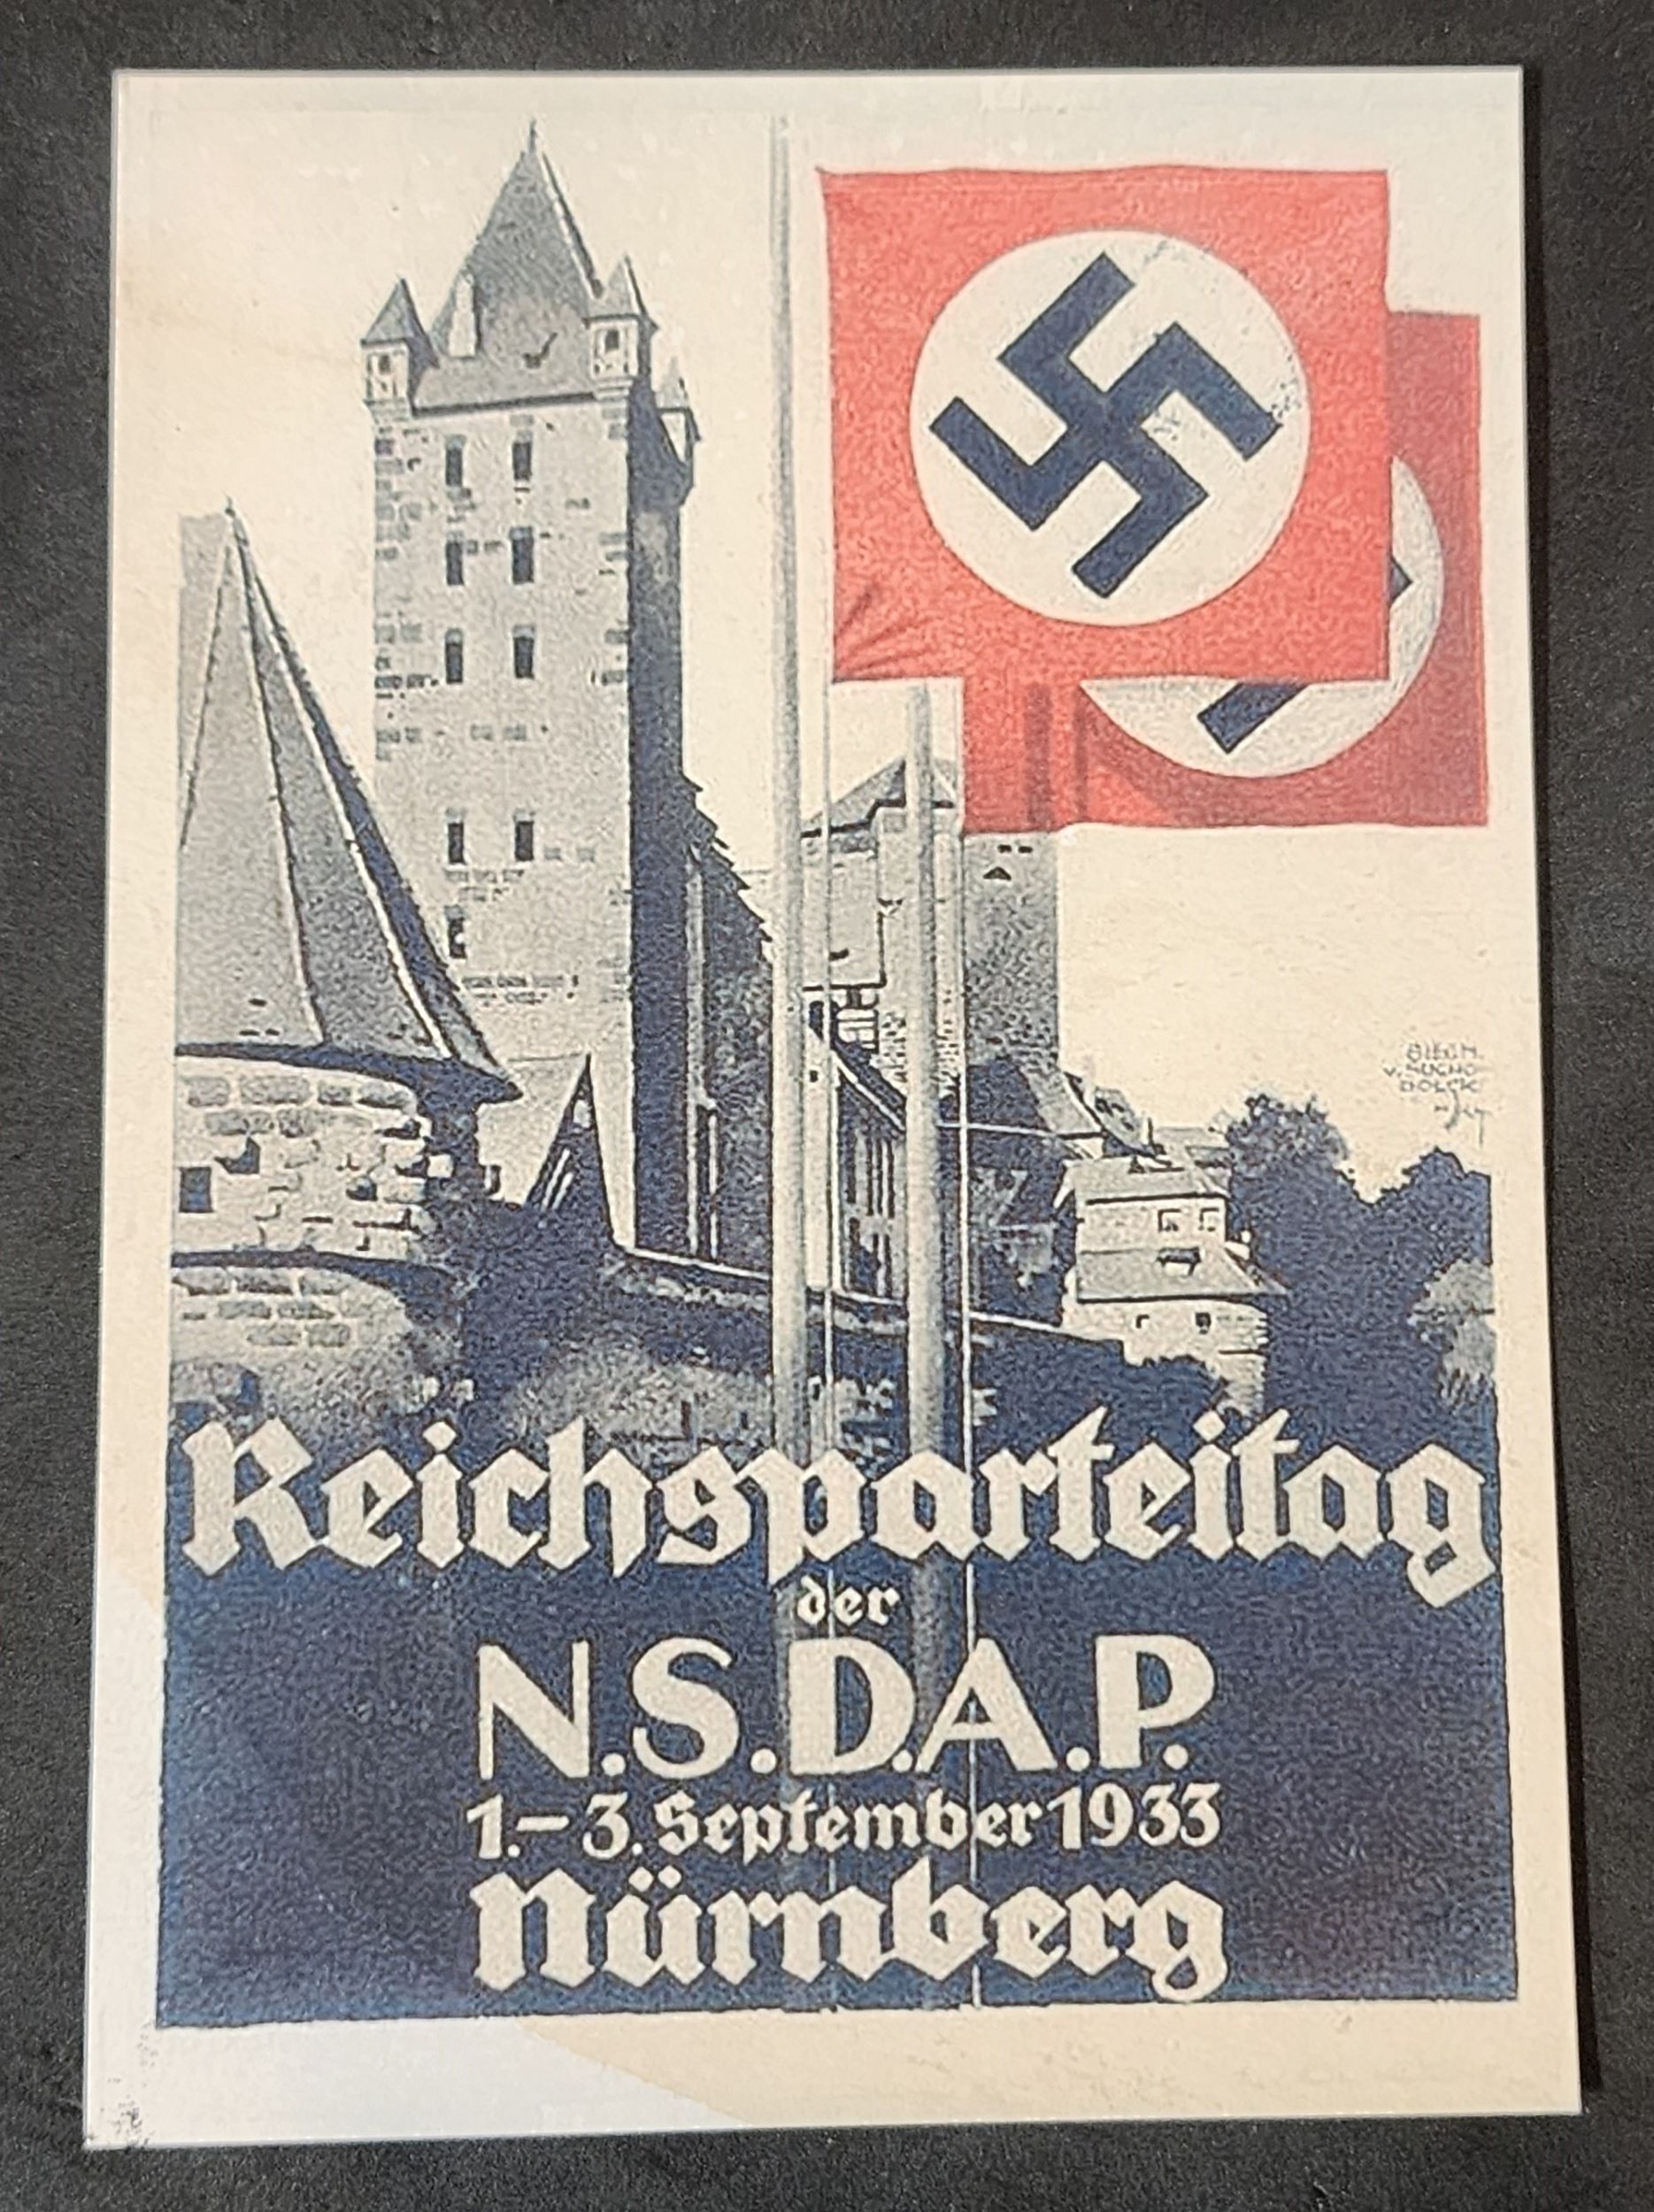 Reichsparteitag
der
N.S.D.A.P.
1.–3. September 1933
Nürnberg